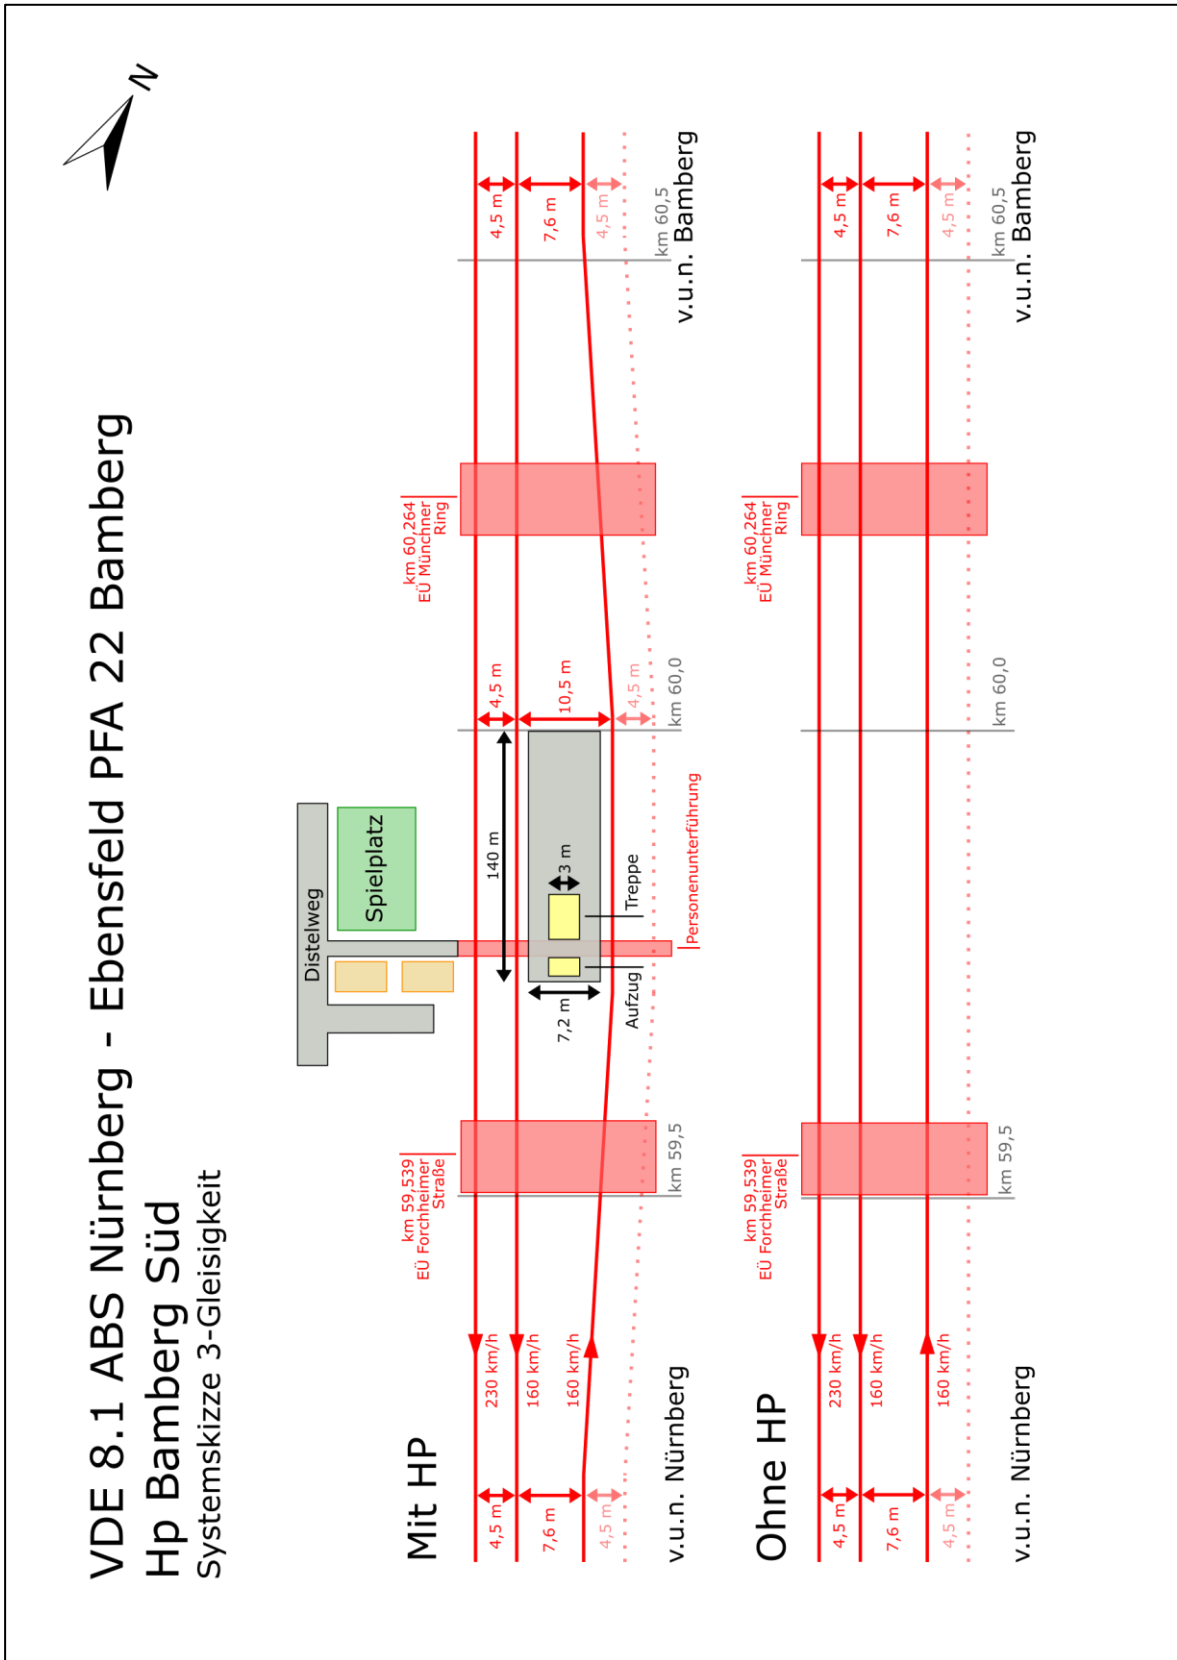 VDE 8.1 ABS Nürnberg - Ebensfeld PFA 22 Bamberg
Hp Bamberg Süd
Systemskizze 3-Gleisigkeit
N
Distelweg
Spielplatz
Mit HP
km 59,539
EÜ Forchheimer
Straße
km 60,264
EÜ Münchner
Ring
4,5 m
7,6 m
4,5 m
230 km/h
160 km/h
160 km/h
140 m
7,2 m
3 m
Aufzug
Treppe
Personenunterführung
4,5 m
10,5 m
4,5 m
4,5 m
7,6 m
4,5 m
km 59,5
km 60,0
km 60,5
v.u.n. Nürnberg
v.u.n. Bamberg
Ohne HP
km 59,539
EÜ Forchheimer
Straße
km 60,264
EÜ Münchner
Ring
4,5 m
7,6 m
4,5 m
230 km/h
160 km/h
160 km/h
4,5 m
7,6 m
4,5 m
km 59,5
km 60,0
km 60,5
v.u.n. Nürnberg
v.u.n. Bamberg